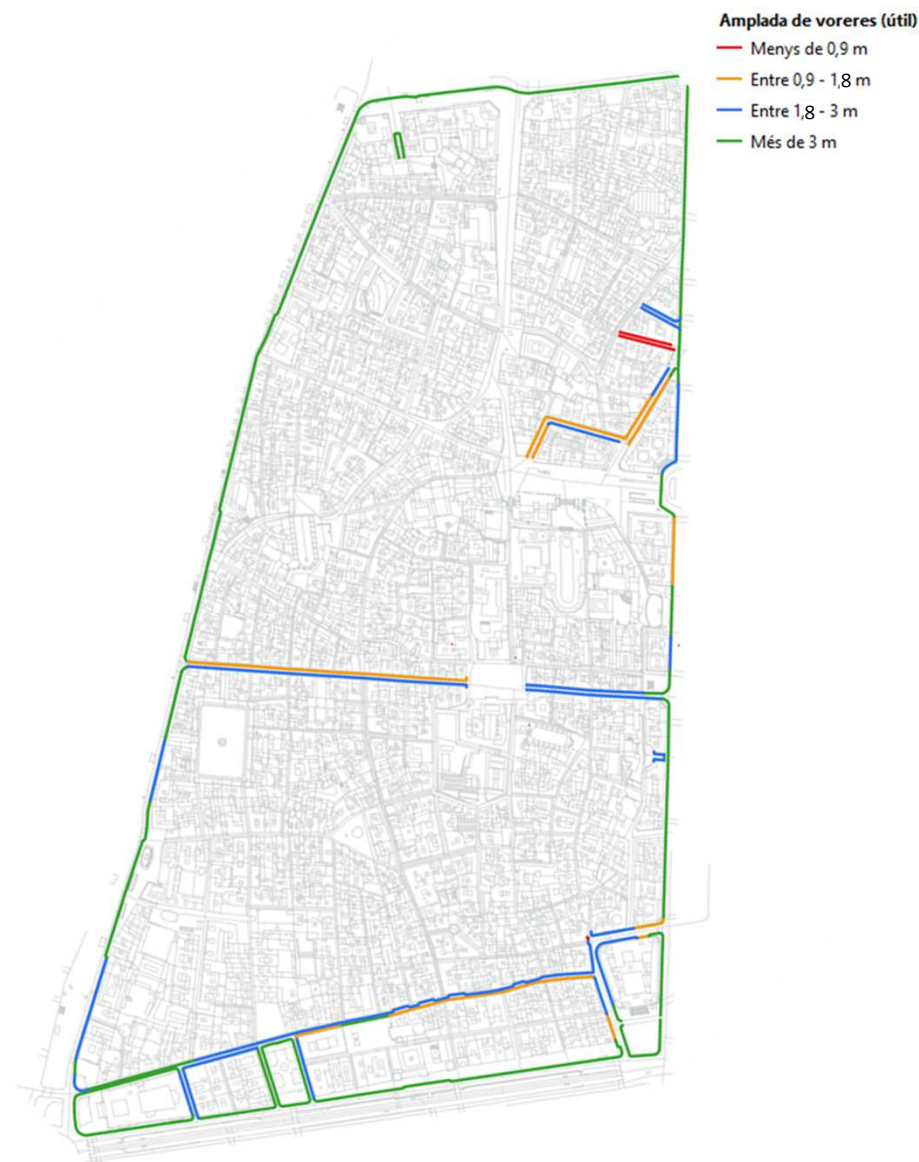 Amplada de voreres (útil)
Menys de 0,9 m
Entre 0,9 - 1,8 m
Entre 1,8 - 3 m
Més de 3 m